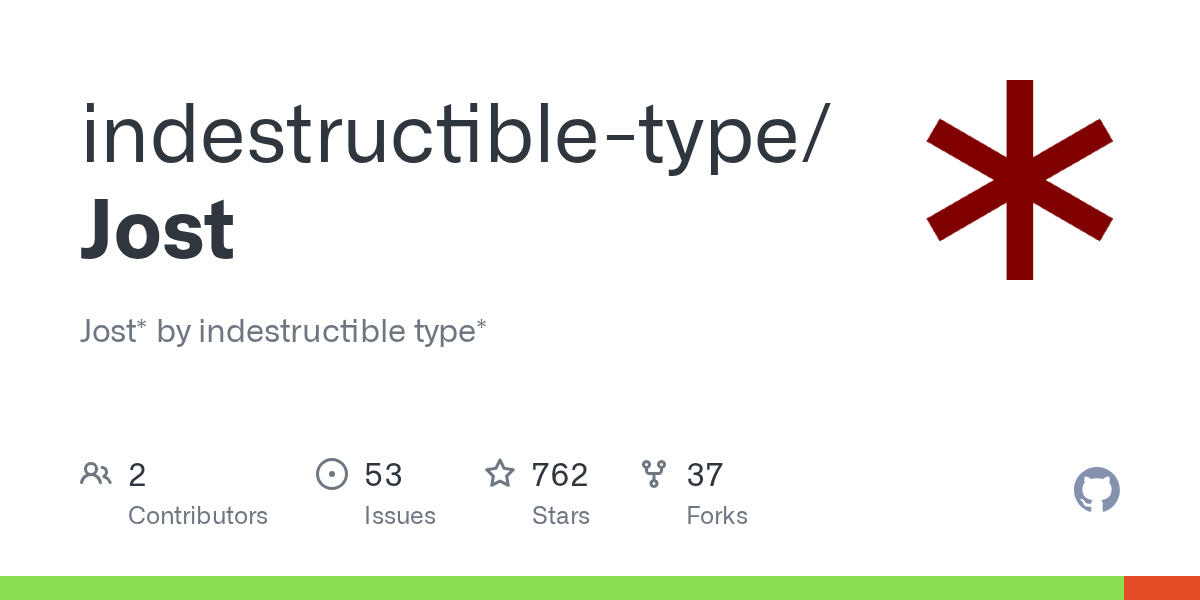 indestructible-type/
Jost
Jost* by indestructible type*
2 53 762 37
Contributors Issues Stars Forks